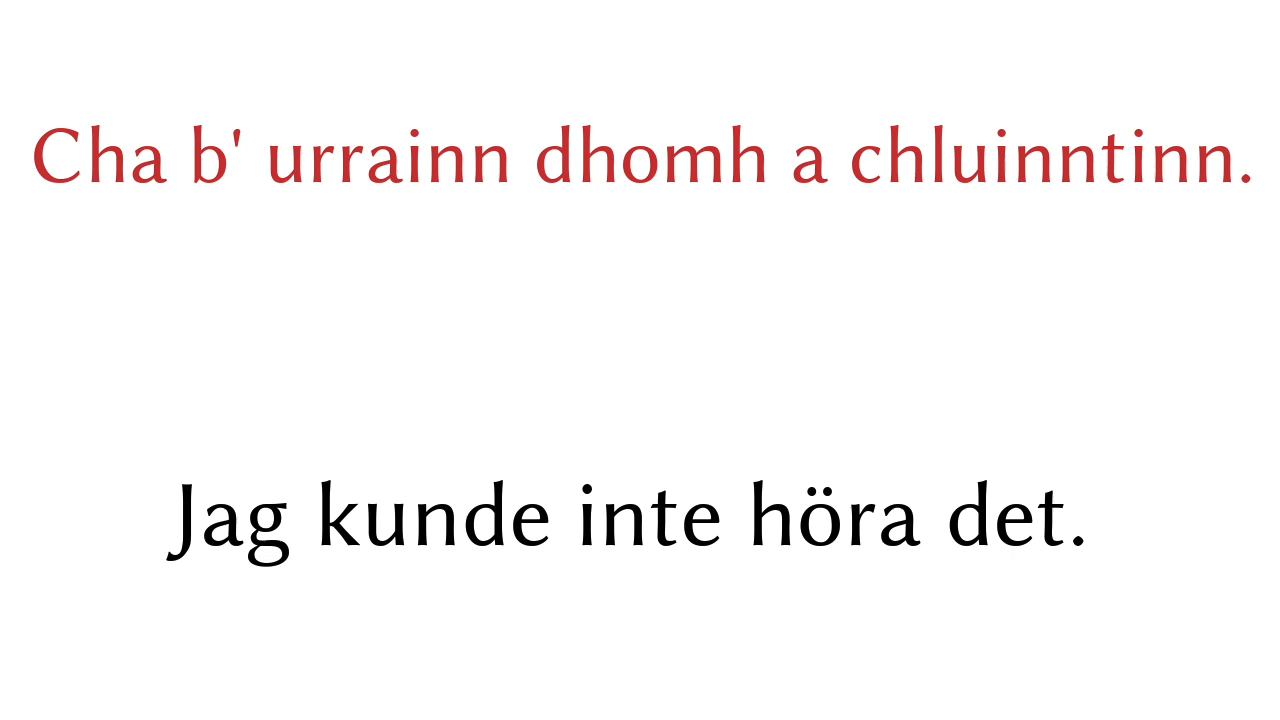 Cha b' urrainn dhomh a chluinntinn.
Jag kunde inte höra det.